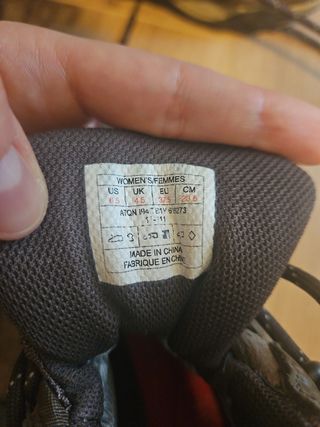 WOMEN'S/FEMMES
US UK EU CM
6.5 4.5 37.5 23.5
MADE IN CHINA
FABRIQUE EN CHINE